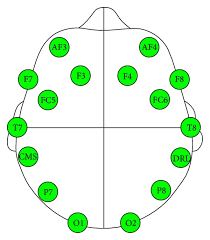 AF3 AF4
F7 F3 F4 F8
FC5 FC6
T7 T8
CMS DRL
P7 P8
O1 O2